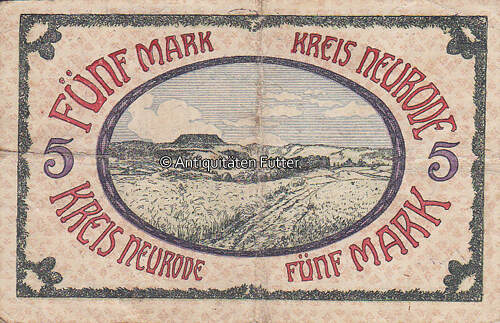 FÜNF MARK
KREIS NEURODE
5
5
© Antiquitäten Futter
KREIS NEURODE
FÜNF MARK